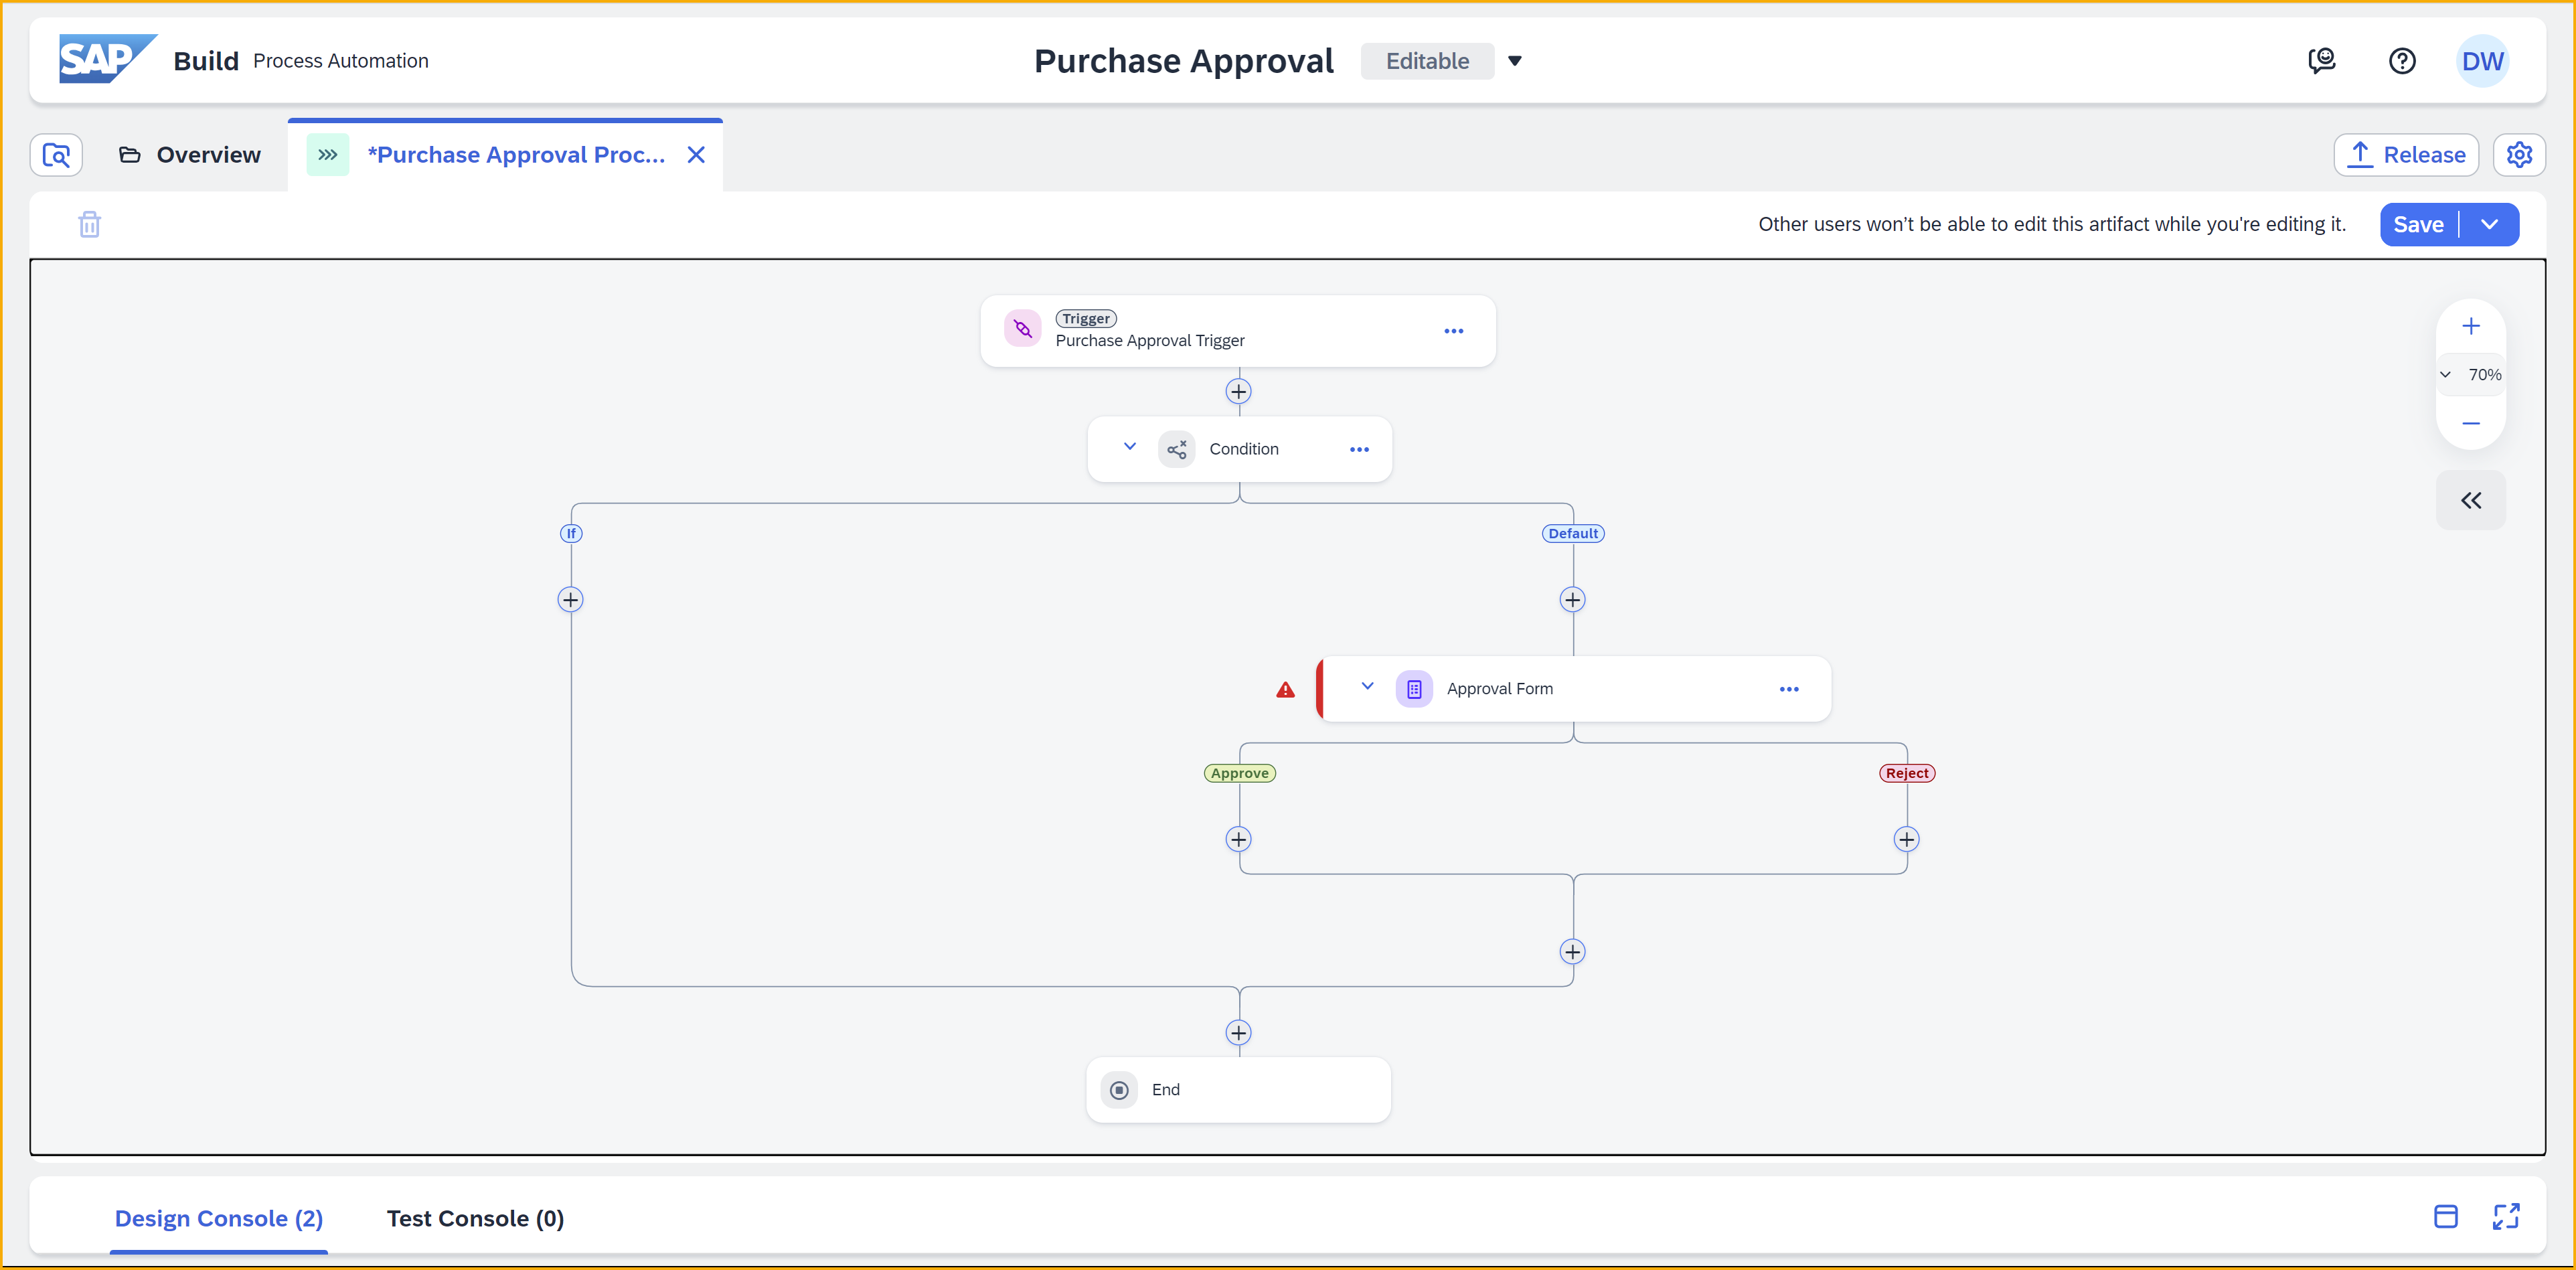 SAP Build Process Automation
Purchase Approval Editable
DW
Overview
*Purchase Approval Proc...
Release
Other users won't be able to edit this artifact while you're editing it.
Save
Trigger
Purchase Approval Trigger
70%
Condition
If
Default
Approval Form
Approve
Reject
End
Design Console (2)
Test Console (0)